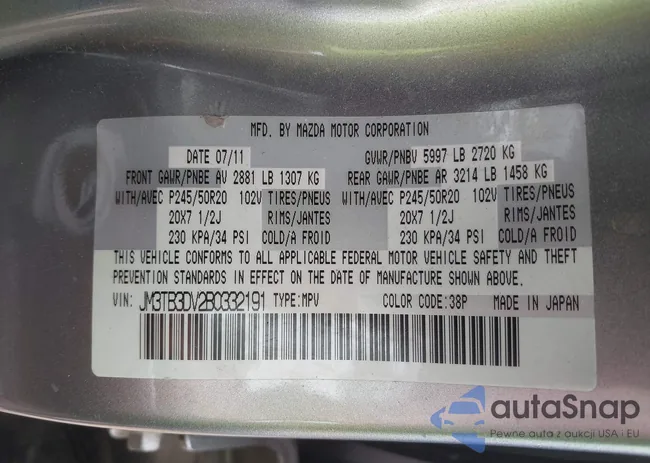 MFD. BY MAZDA MOTOR CORPORATION
DATE 07/11 GVWR/PNBV 5997 LB 2720 KG
FRONT GAWR/PNBE AV 2881 LB 1307 KG REAR GAWR/PNBE AR 3214 LB 1458 KG
WITH/AVEC P245/50R20 102V TIRES/PNEUS WITH/AVEC P245/50R20 102V TIRES/PNEUS
20X7 1/2J RIMS/JANTES 20X7 1/2J RIMS/JANTES
230 KPA/34 PSI COLD/A FROID 230 KPA/34 PSI COLD/A FROID
THIS VEHICLE CONFORMS TO ALL APPLICABLE FEDERAL MOTOR VEHICLE SAFETY AND THEFT
PREVENTION STANDARDS IN EFFECT ON THE DATE OF MANUFACTURE SHOWN ABOVE.
VIN: JM3TB3DV2B0332191 TYPE:MPV COLOR CODE:38P MADE IN JAPAN
autoSnap
Pewne auta z aukcji USA i EU